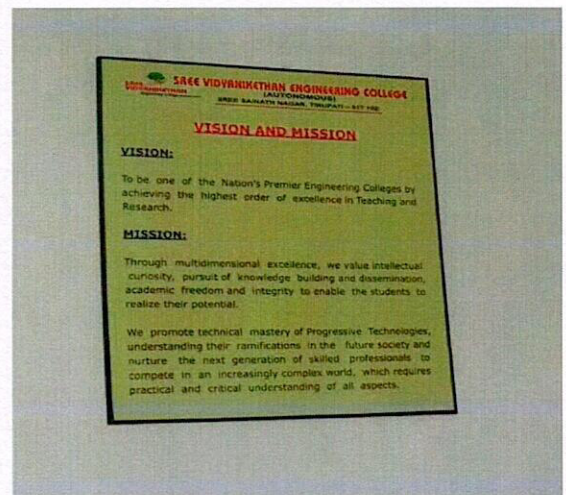 SREE VIDYANIKETHAN ENGINEERING COLLEGE
(AUTONOMOUS)
SREE SAINATH NAGAR, TIRUPATI – 517 102
VISION AND MISSION
VISION:
To be one of the Nation's Premier Engineering Colleges by
achieving the highest order of excellence in Teaching and
Research.
MISSION:
Through multidimensional excellence, we value intellectual
curiosity, pursuit of knowledge building and dissemination,
academic freedom and integrity to enable the students to
realize their potential.
We promote technical mastery of Progressive Technologies,
understanding their ramifications in the future society and
nurture the next generation of skilled professionals to
compete in an increasingly complex world, which requires
practical and critical understanding of all aspects.